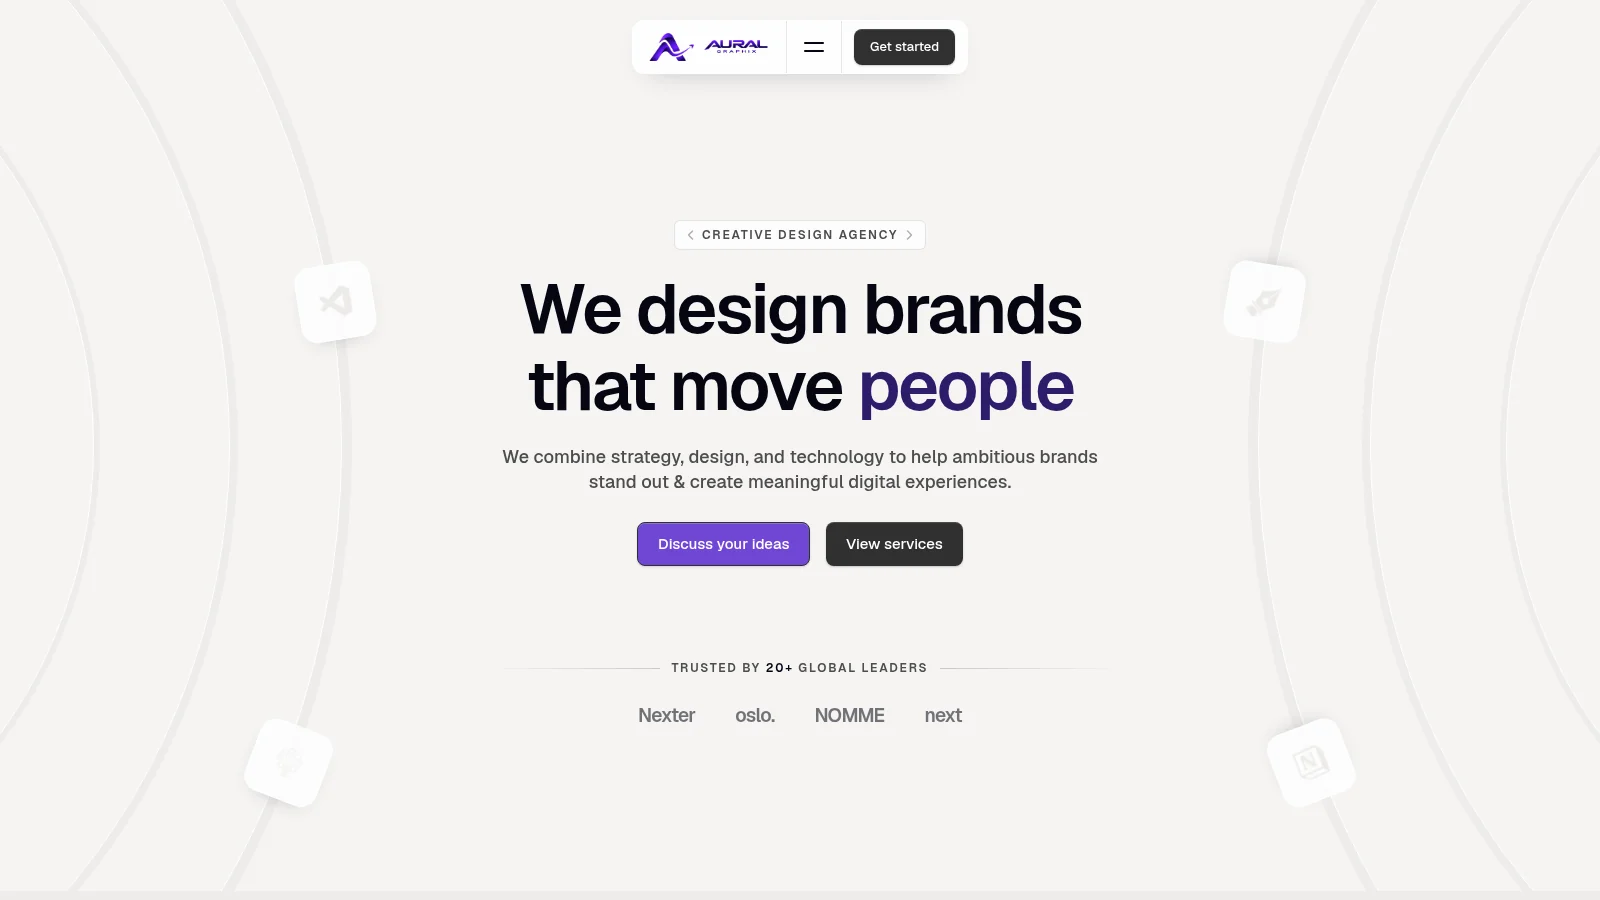 AURAL
GRAPHIX
Get started
CREATIVE DESIGN AGENCY
We design brands
that move people
We combine strategy, design, and technology to help ambitious brands
stand out & create meaningful digital experiences.
Discuss your ideas
View services
TRUSTED BY 20+ GLOBAL LEADERS
Nexter
oslo.
NOMME
next
N